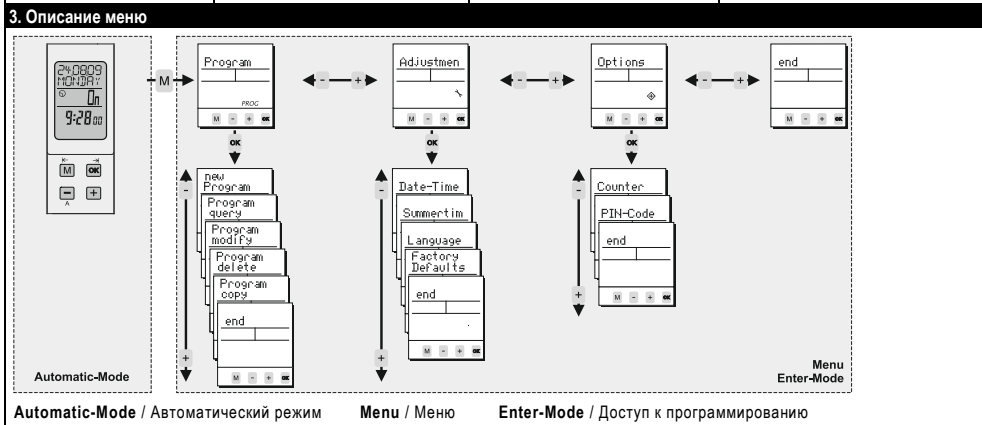 3. Описание меню
240809
MONDAY
On
9:28 00
M OK
- +
A
Automatic-Mode
M
Program
PROG
M - + OK
- +
Adjustmen
M - + OK
- +
Options
M - + OK
- +
end
M - + OK
OK
OK
OK
-
+
new
Program
Program
query
Program
modify
Program
delete
Program
copy
end
M - + OK
-
+
Date-Time
Summertim
Language
Factory
Defaults
end
M - + OK
-
+
Counter
PIN-Code
end
M - + OK
Menu
Enter-Mode
Automatic-Mode / Автоматический режим Menu / Меню Enter-Mode / Доступ к программированию